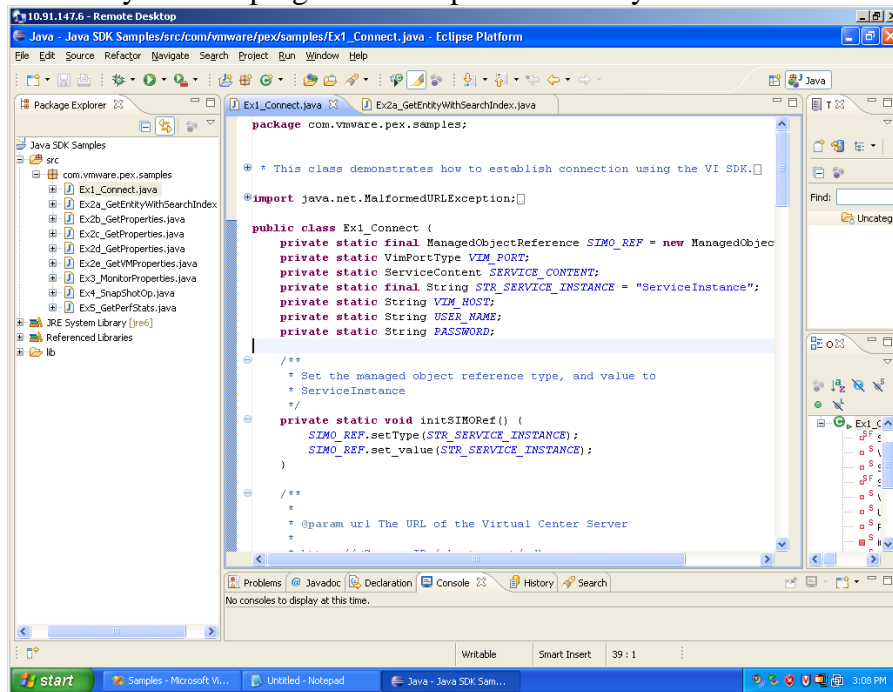 10.91.147.6 - Remote Desktop
Java - Java SDK Samples/src/com/vmware/pex/samples/Ex1_Connect.java - Eclipse Platform
File Edit Source Refactor Navigate Search Project Run Window Help
Java
Package Explorer
Ex1_Connect.java
Ex2a_GetEntityWithSearchIndex.java
Java SDK Samples
src
com.vmware.pex.samples
Ex1_Connect.java
Ex2a_GetEntityWithSearchIndex
Ex2b_GetProperties.java
Ex2c_GetProperties.java
Ex2d_GetProperties.java
Ex2e_GetVMProperties.java
Ex3_MonitorProperties.java
Ex4_SnapShotOp.java
Ex5_GetPerfStats.java
JRE System Library [jre6]
Referenced Libraries
lib
package com.vmware.pex.samples;
* This class demonstrates how to establish connection using the VI SDK.
import java.net.MalformedURLException;
public class Ex1_Connect {
private static final ManagedObjectReference SIMO_REF = new ManagedObjec
private static VimPortType VIM_PORT;
private static ServiceContent SERVICE_CONTENT;
private static final String STR_SERVICE_INSTANCE = "ServiceInstance";
private static String VIM_HOST;
private static String USER_NAME;
private static String PASSWORD;
/**
* Set the managed object reference type, and value to
* ServiceInstance
*/
private static void initSIMORef() {
SIMO_REF.setType(STR_SERVICE_INSTANCE);
SIMO_REF.set_value(STR_SERVICE_INSTANCE);
}
/**
*
* @param url The URL of the Virtual Center Server
*
Find:
Uncateg
Ex1_C
Problems @ Javadoc Declaration Console History Search
No consoles to display at this time.
Writable Smart Insert 39 : 1
start Samples - Microsoft Vi... Untitled - Notepad Java - Java SDK Sam... 3:08 PM